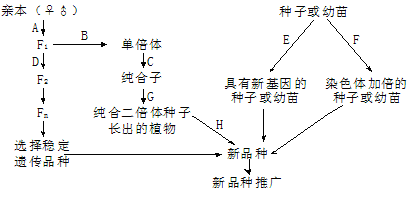 亲本（♀♂） 种子或幼苗
A
B
E
F
F₁ 单倍体
D
C
F₂ 纯合子
具有新基因的
种子或幼苗
染色体加倍的
种子或幼苗
G
Fn 纯合二倍体种子
长出的植物
H
选择稳定
遗传品种
新品种
新品种推广